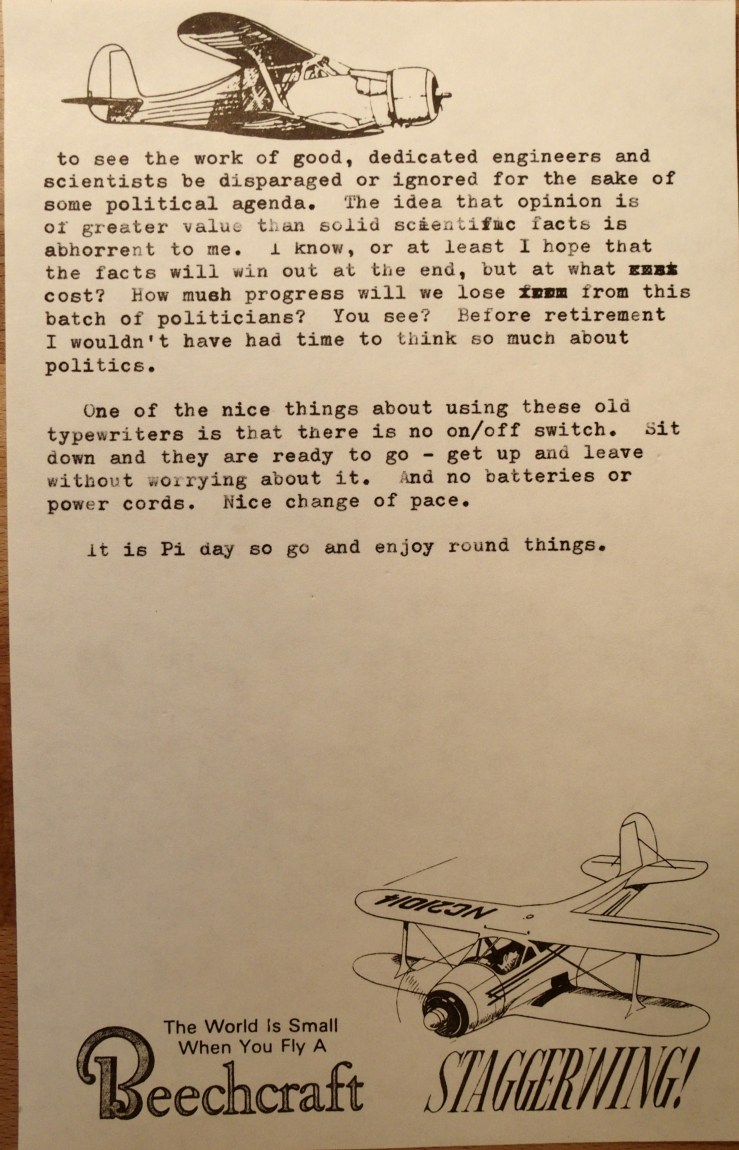 to see the work of good, dedicated engineers and
scientists be disparaged or ignored for the sake of
some political agenda.  The idea that opinion is
of greater value than solid scientific facts is
abhorrent to me.  I know, or at least I hope that
the facts will win out at the end, but at what
cost?  How mush progress will we lose from this
batch of politicians?  You see?  Before retirement
I wouldn't have had time to think so much about
politics.
One of the nice things about using these old
typewriters is that there is no on/off switch.  Sit
down and they are ready to go - get up and leave
without worrying about it.  And no batteries or
power cords.  Nice change of pace.
It is Pi day so go and enjoy round things.
NC21014
The World is Small
When You Fly A
Beechcraft
STAGGERWING!